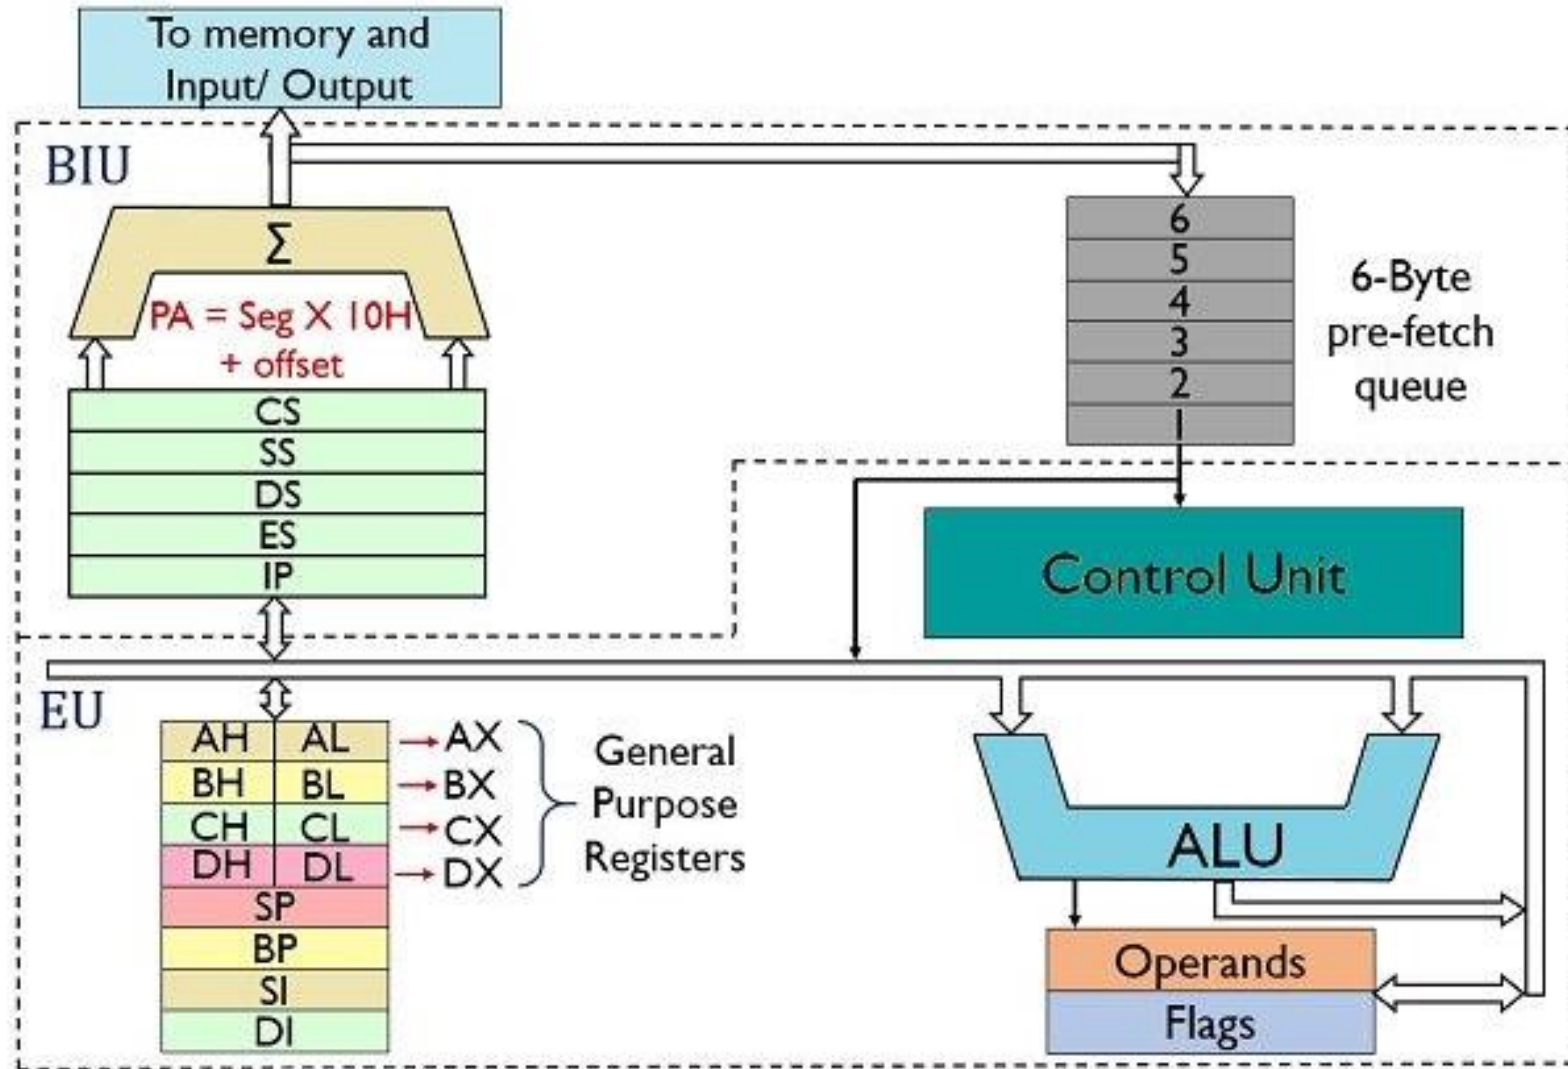 To memory and
Input/ Output
BIU
Σ
PA = Seg X 10H
+ offset
CS
SS
DS
ES
IP
6
5
4
3
2
1
6-Byte
pre-fetch
queue
Control Unit
EU
AH AL AX
BH BL BX
CH CL CX
DH DL DX
SP
BP
SI
DI
General
Purpose
Registers
ALU
Operands
Flags